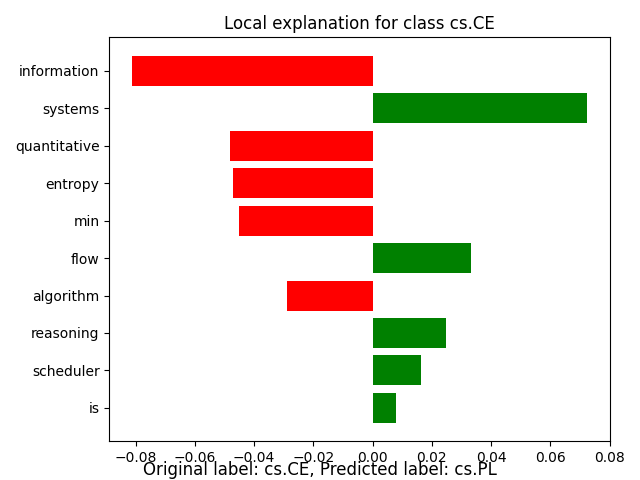 Local explanation for class cs.CE
information
systems
quantitative
entropy
min
flow
algorithm
reasoning
scheduler
is
−0.08 −0.06 −0.04 −0.02 0.00 0.02 0.04 0.06 0.08
Original label: cs.CE, Predicted label: cs.PL